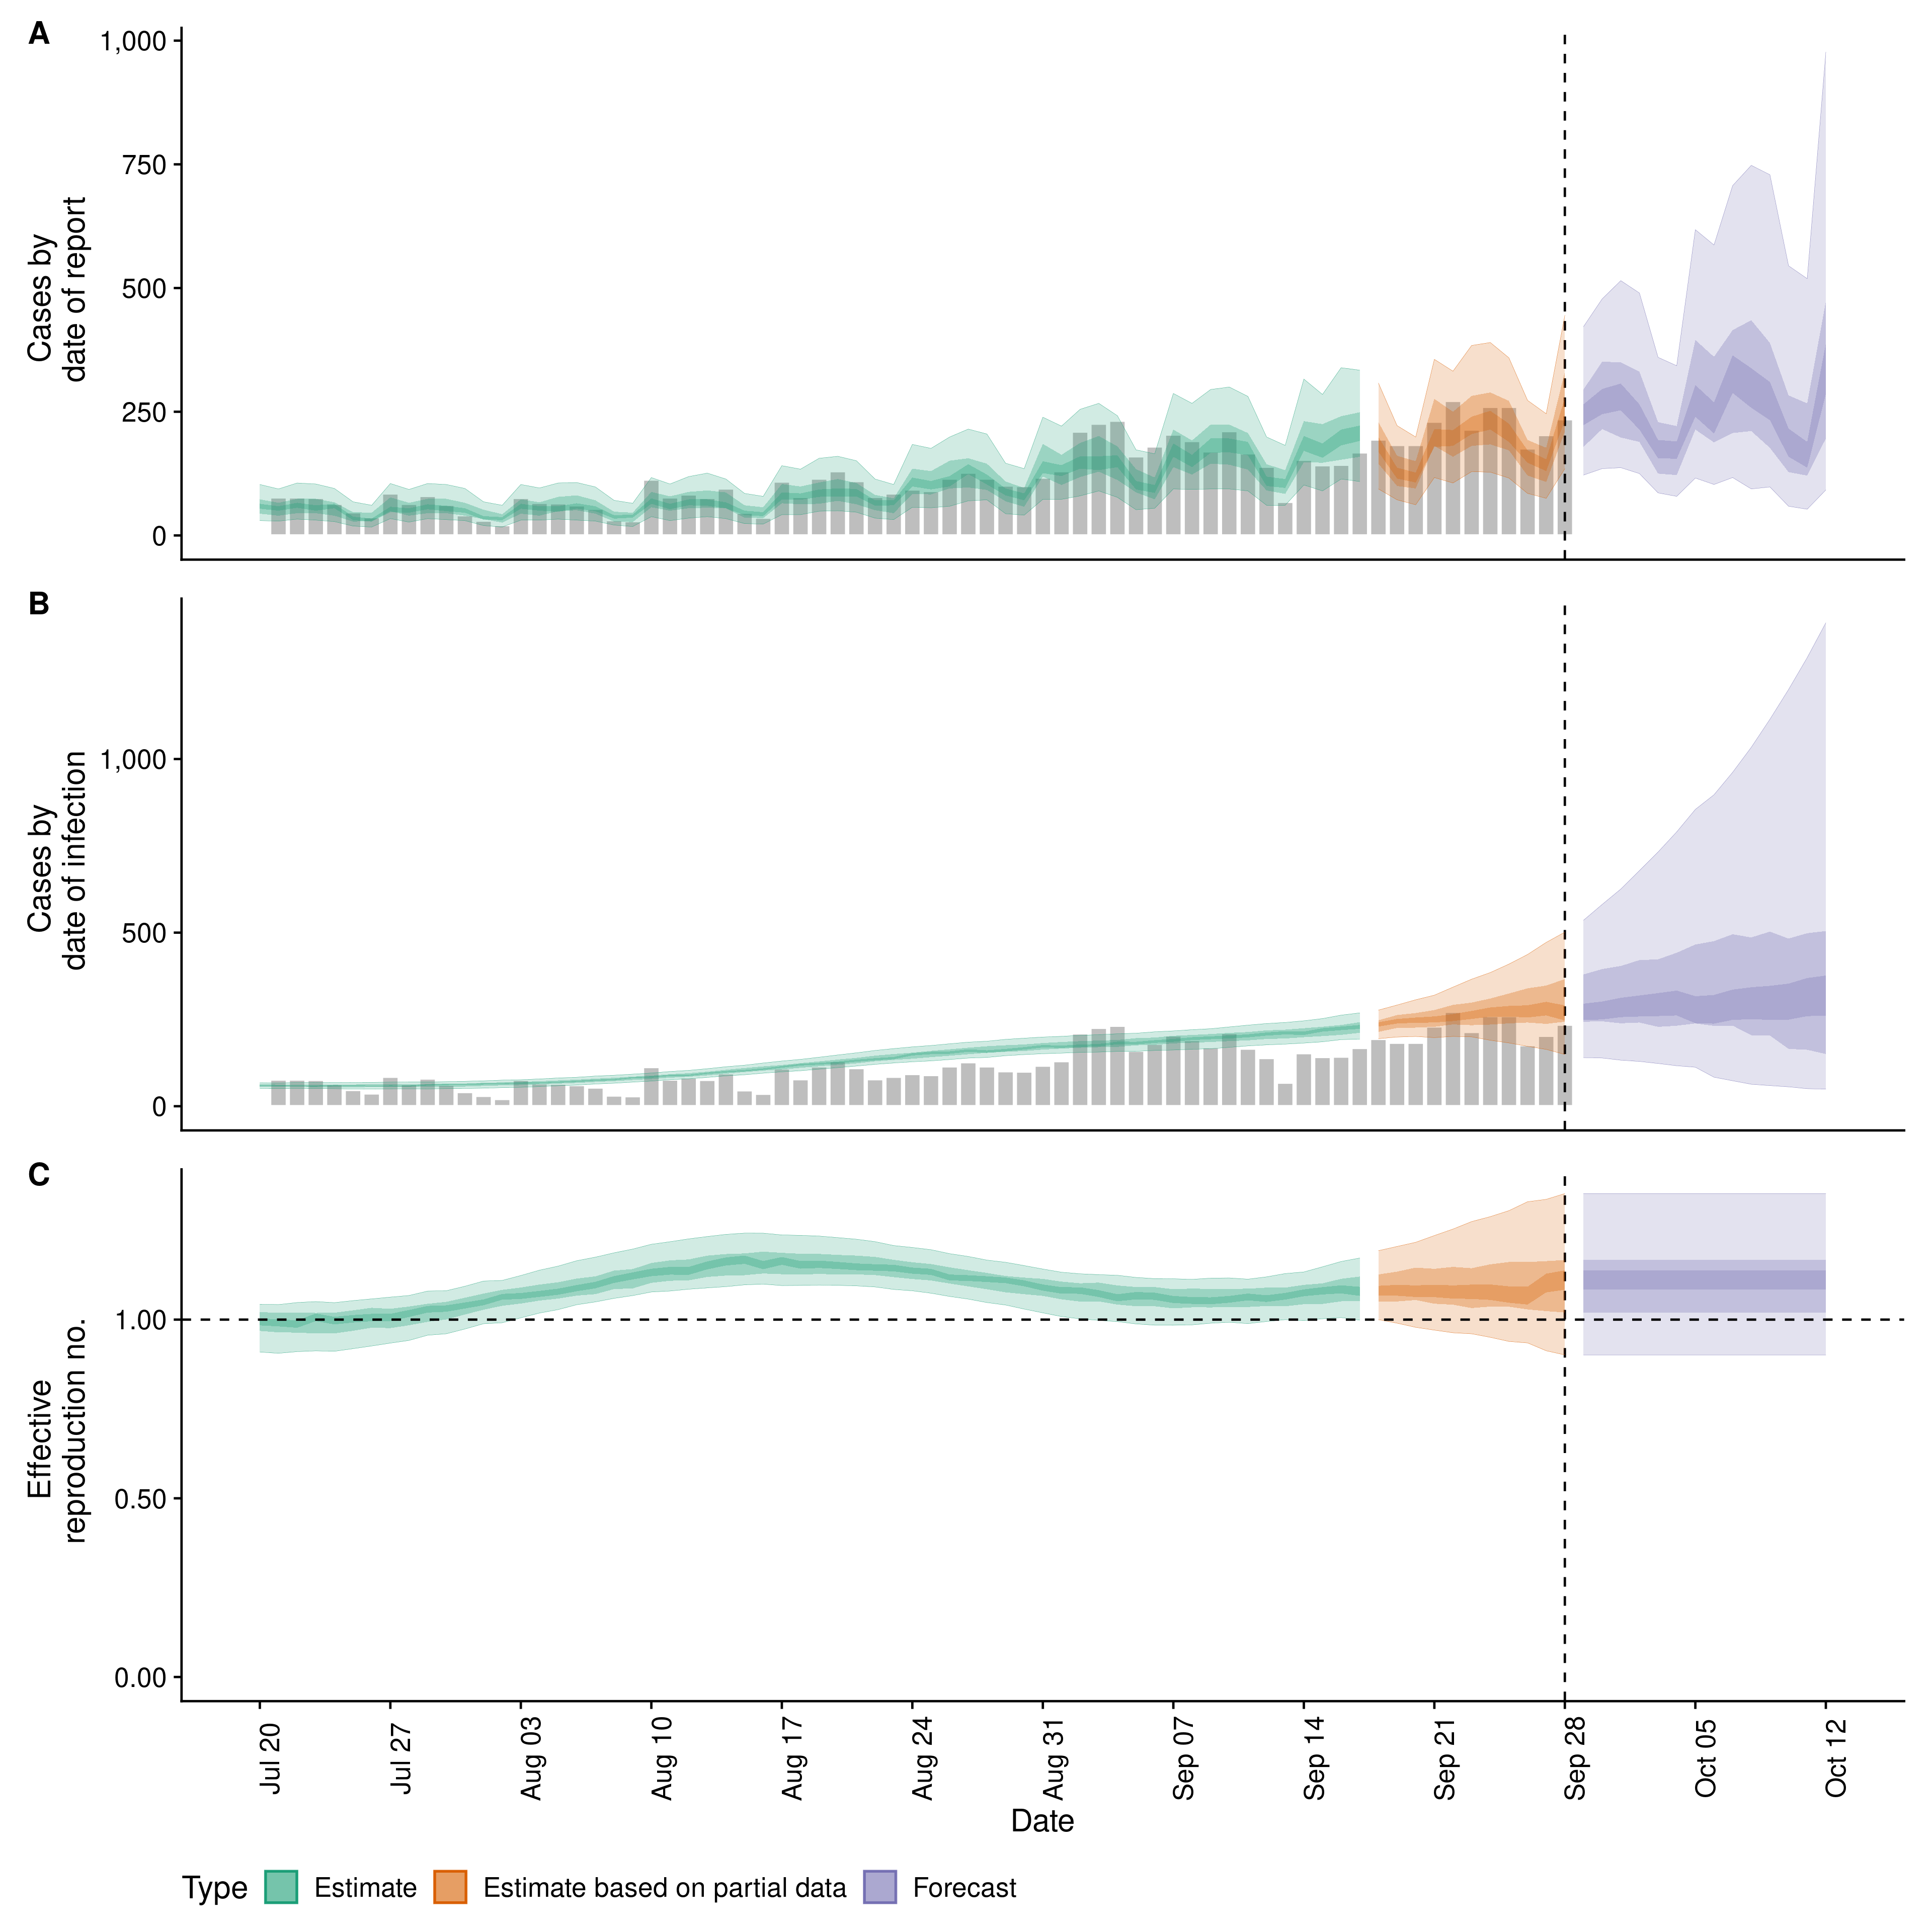 A
Cases by
date of report
1,000
750
500
250
0
B
Cases by
date of infection
1,000
500
0
C
Effective
reproduction no.
1.00
0.50
0.00
Jul 20
Jul 27
Aug 03
Aug 10
Aug 17
Aug 24
Aug 31
Sep 07
Sep 14
Sep 21
Sep 28
Oct 05
Oct 12
Date
Type Estimate Estimate based on partial data Forecast